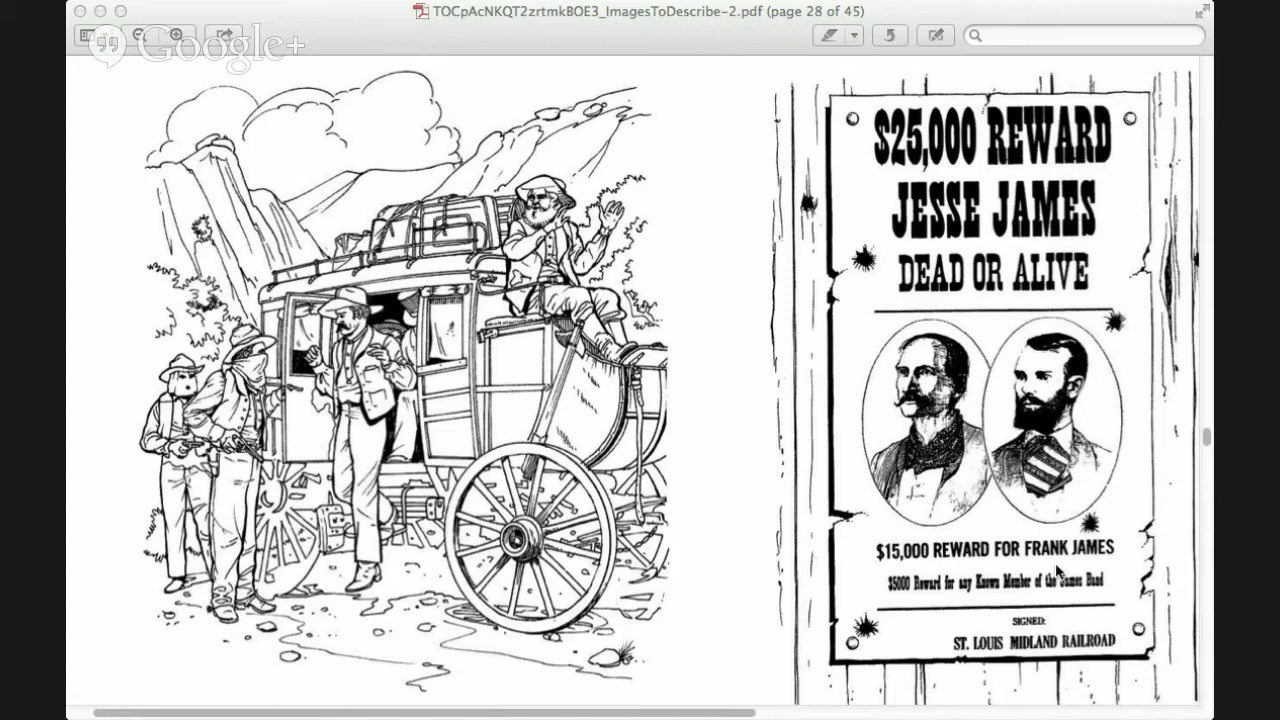 TOCpAcNKQT2zrtmkBOE3_ImagesToDescribe-2.pdf (page 28 of 45)
Google+
$25,000 REWARD
JESSE JAMES
DEAD OR ALIVE
$15,000 REWARD FOR FRANK JAMES
$5000 Reward for any Known Member of the James Band
SIGNED:
ST. LOUIS MIDLAND RAILROAD